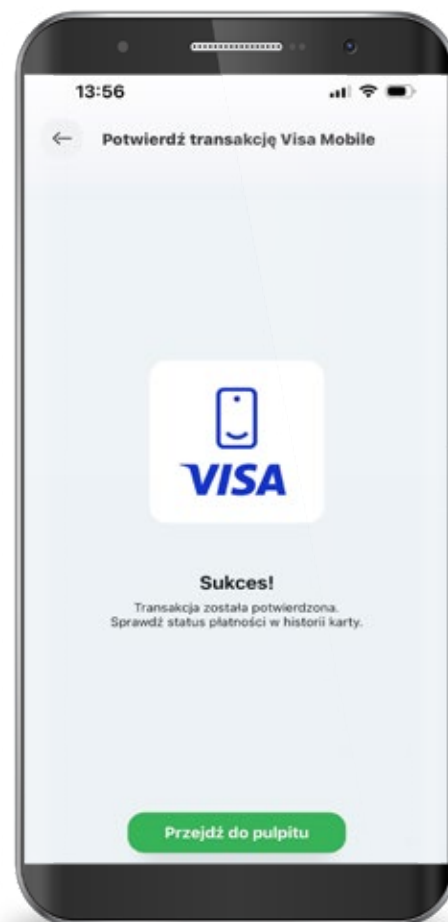 13:56
Potwierdź transakcję Visa Mobile
VISA
Sukces!
Transakcja została potwierdzona.
Sprawdź status płatności w historii karty.
Przejdź do pulpitu